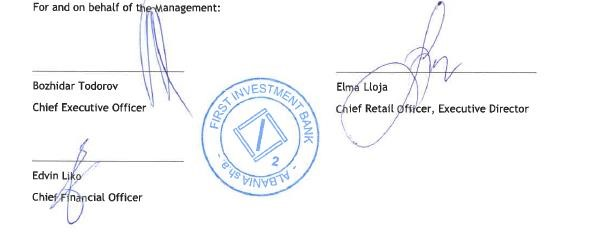 For and on behalf of the Management:
Bozhidar Todorov
Chief Executive Officer
Elma Lloja
Chief Retail Officer, Executive Director
FIRST INVESTMENT BANK
- ALBANIA sh.a. -
2
Edvin Liko
Chief Financial Officer